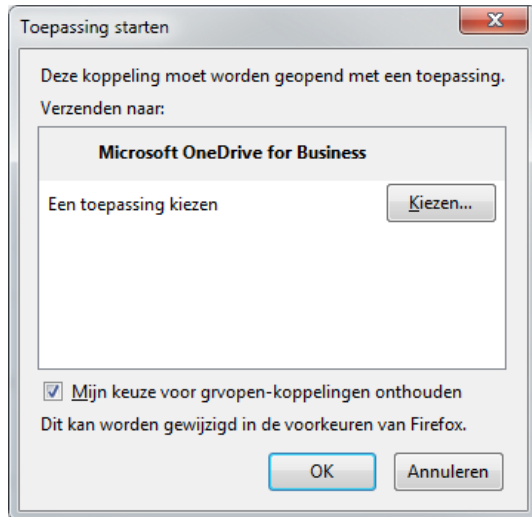 Toepassing starten
Deze koppeling moet worden geopend met een toepassing.
Verzenden naar:
Microsoft OneDrive for Business
Een toepassing kiezen
Kiezen...
Mijn keuze voor grvopen-koppelingen onthouden
Dit kan worden gewijzigd in de voorkeuren van Firefox.
OK
Annuleren